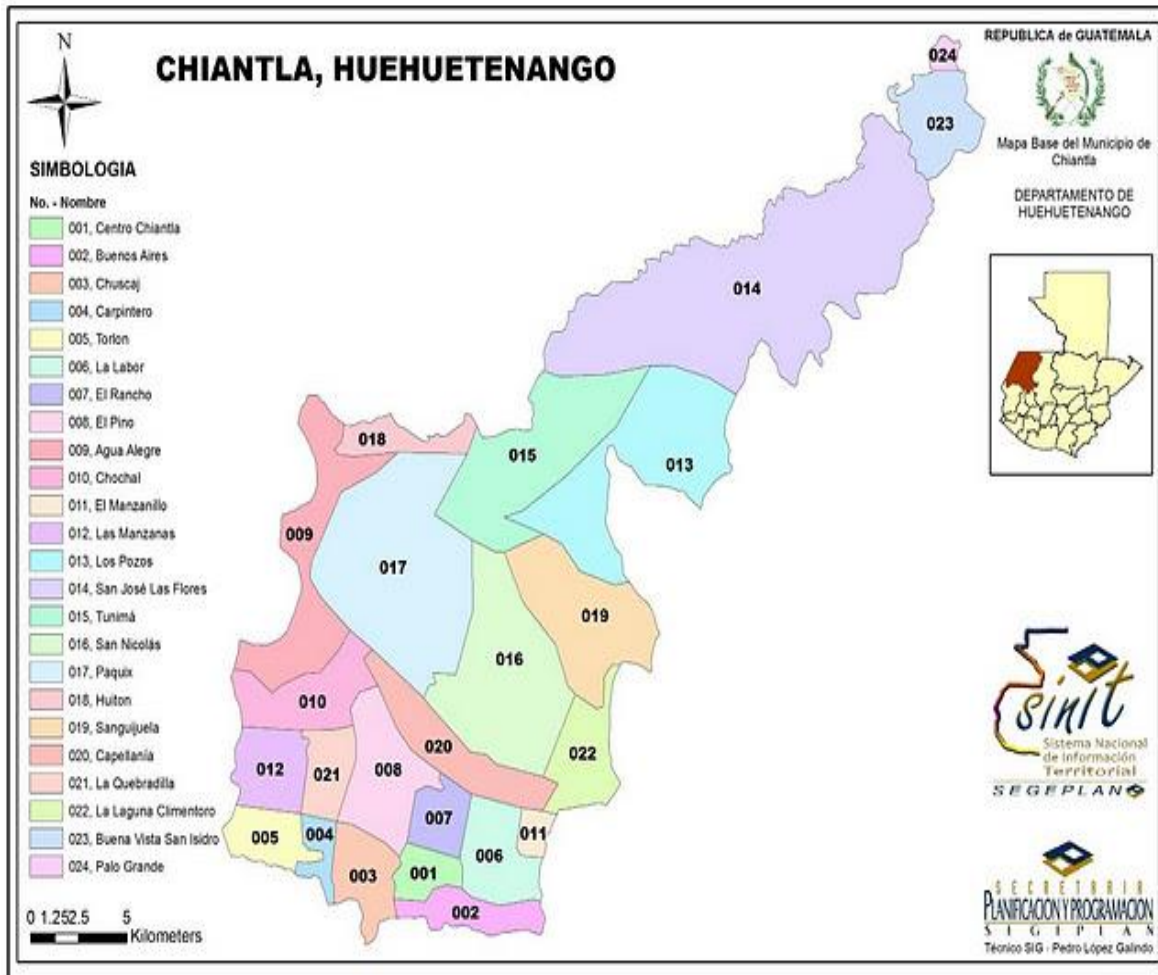 N
CHIANTLA, HUEHUETENANGO
SIMBOLOGIA
No. - Nombre
001, Centro Chiantla
002, Buenos Aires
003, Chuscaj
004, Carpintero
005, Torlon
006, La Labor
007, El Rancho
008, El Pino
009, Agua Alegre
010, Chochal
011, El Manzanillo
012, Las Manzanas
013, Los Pozos
014, San José Las Flores
015, Tunimá
016, San Nicolás
017, Paquix
018, Huiton
019, Sanguijuela
020, Capellanía
021, La Quebradilla
022, La Laguna Climentoro
023, Buena Vista San Isidro
024, Palo Grande
0 1.252.5 5
Kilometers
024
023
014
018
015
013
009
017
019
016
010
020
022
012
021
008
007
011
005
004
006
003
001
002
REPUBLICA de GUATEMALA
Mapa Base del Municipio de
Chiantla
DEPARTAMENTO DE
HUEHUETENANGO
Sinit
Sistema Nacional
de Información
Territorial
SEGEPLAN
SECRETARIA
PLANIFICACION Y PROGRAMACION
SIGEPLAN
Técnico SIG - Pedro López Galindo